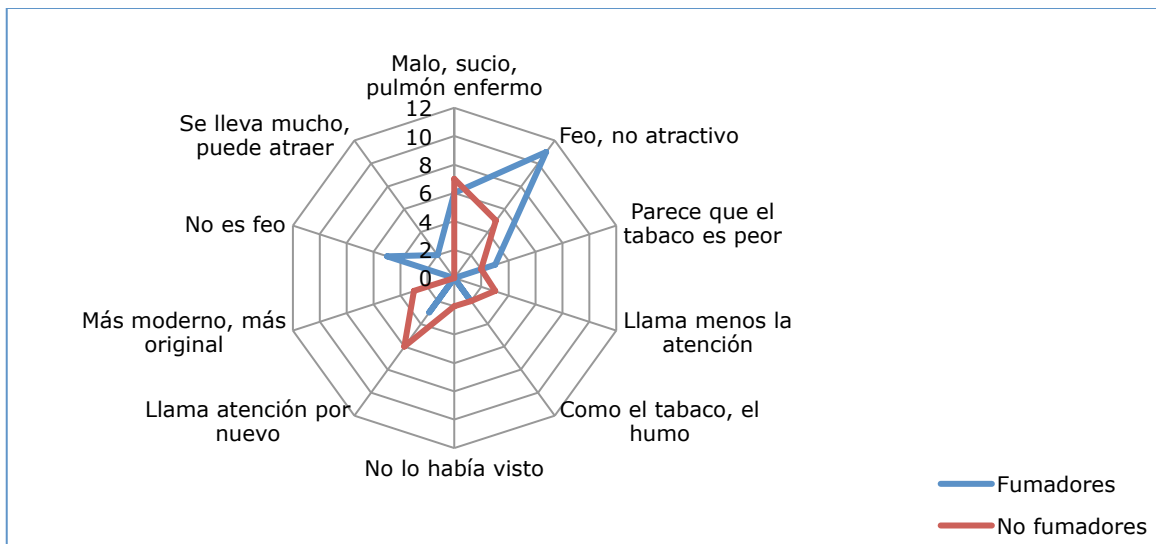 Malo, sucio,
pulmón enfermo
12
10
8
6
4
2
0
Feo, no atractivo
Parece que el
tabaco es peor
Llama menos la
atención
Como el tabaco, el
humo
No lo había visto
Llama atención por
nuevo
Más moderno, más
original
No es feo
Se lleva mucho,
puede atraer
Fumadores
No fumadores